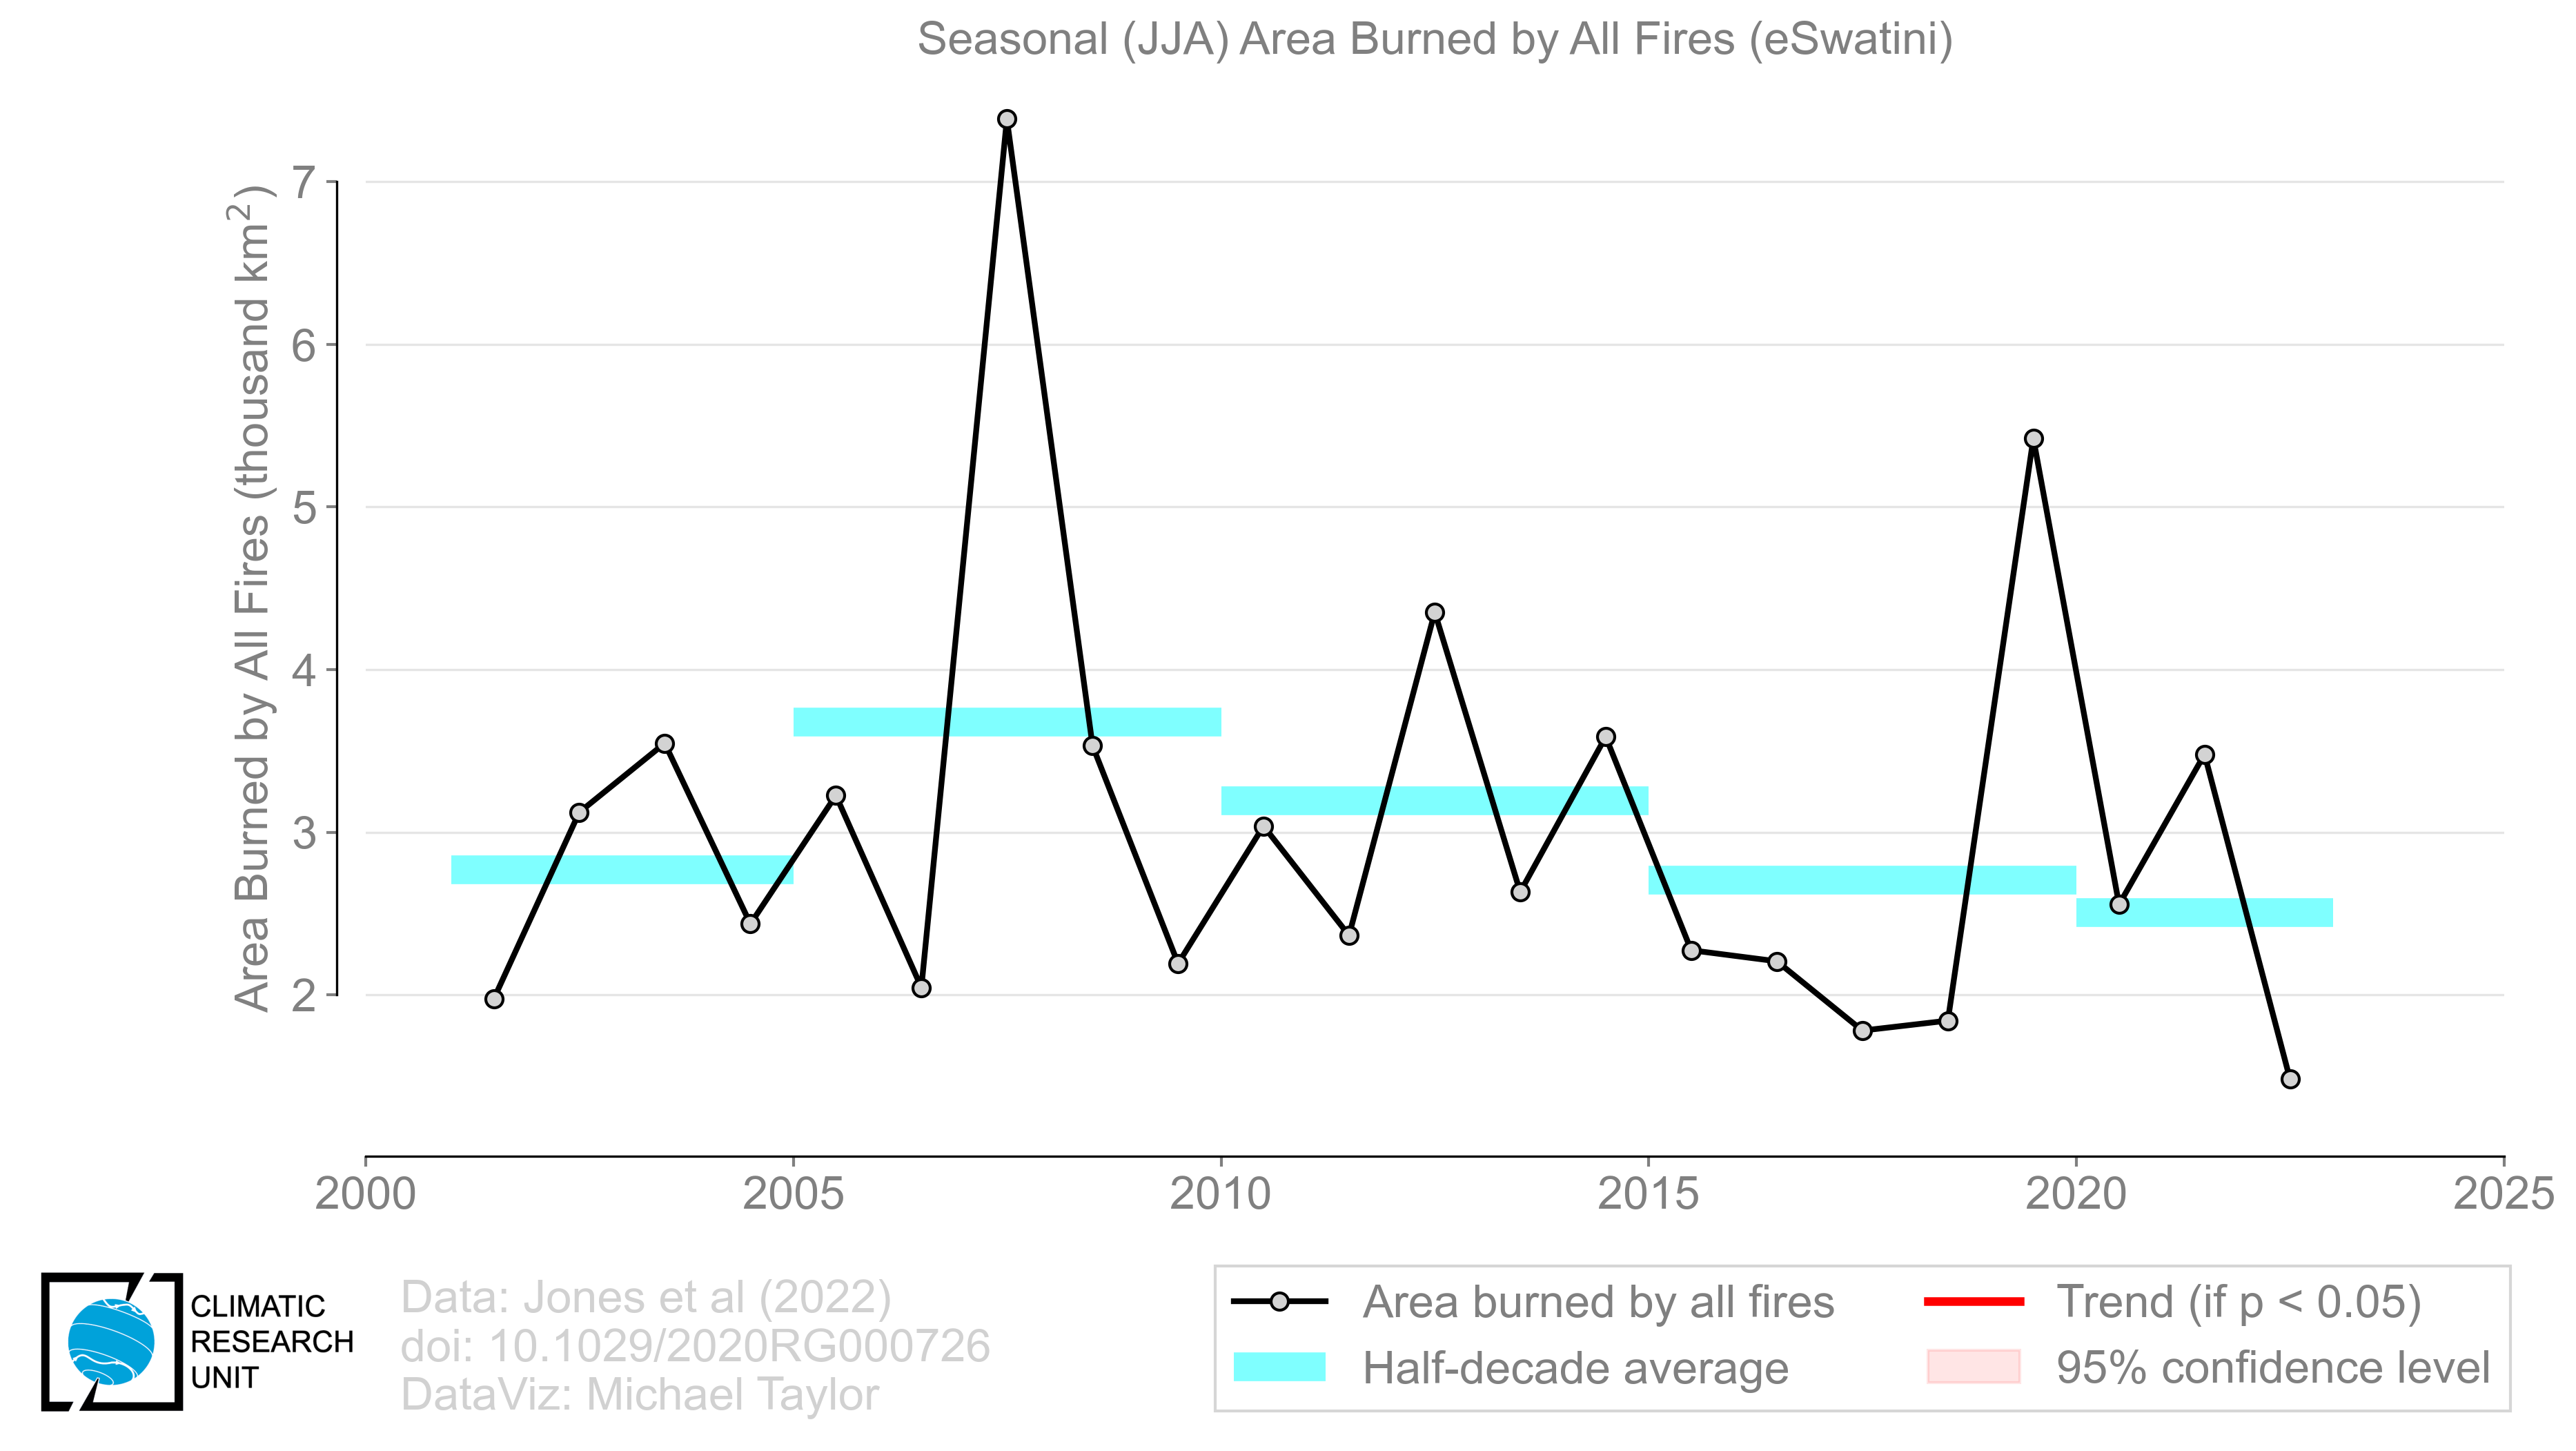 Seasonal (JJA) Area Burned by All Fires (eSwatini)
Area Burned by All Fires (thousand km²)
7
6
5
4
3
2
2000
2005
2010
2015
2020
2025
CLIMATIC
RESEARCH
UNIT
Data: Jones et al (2022)
doi: 10.1029/2020RG000726
DataViz: Michael Taylor
Area burned by all fires
Half-decade average
Trend (if p < 0.05)
95% confidence level